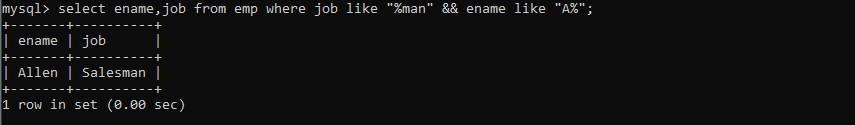 mysql> select ename,job from emp where job like "%man" && ename like "A%";
+-------+----------+
| ename | job      |
+-------+----------+
| Allen | Salesman |
+-------+----------+
1 row in set (0.00 sec)